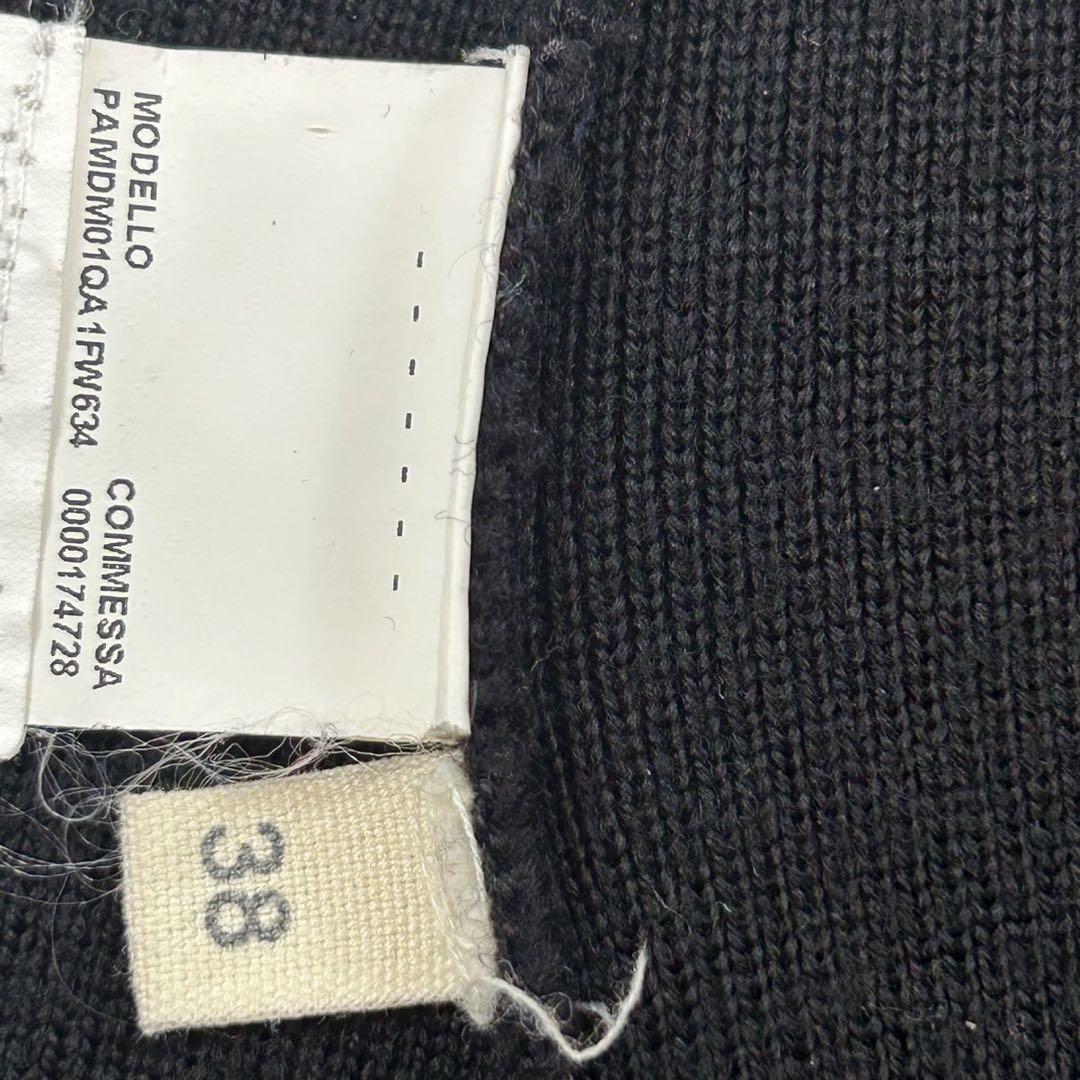 MODELLO
PAMDM01QA1FW634
COMMESSA
0000174728
38